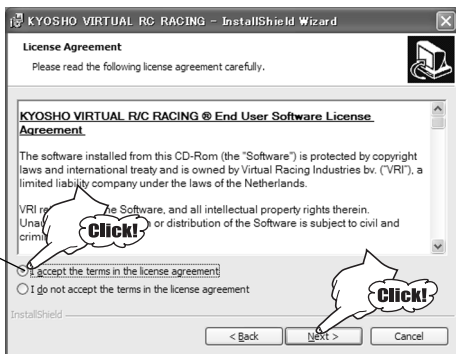 KYOSHO VIRTUAL RC RACING - InstallShield Wizard
License Agreement
Please read the following license agreement carefully.
KYOSHO VIRTUAL R/C RACING ® End User Software License
Agreement
The software installed from this CD-Rom (the "Software") is protected by copyright
laws and international treaty and is owned by Virtual Racing Industries bv. ("VRI"), a
limited liability company under the laws of the Netherlands.
VRI Software, and all intellectual property rights therein.
or distribution of the Software is subject to civil and
Click!
I accept the terms in the license agreement
I do not accept the terms in the license agreement
Click!
InstallShield
< Back
Next >
Cancel